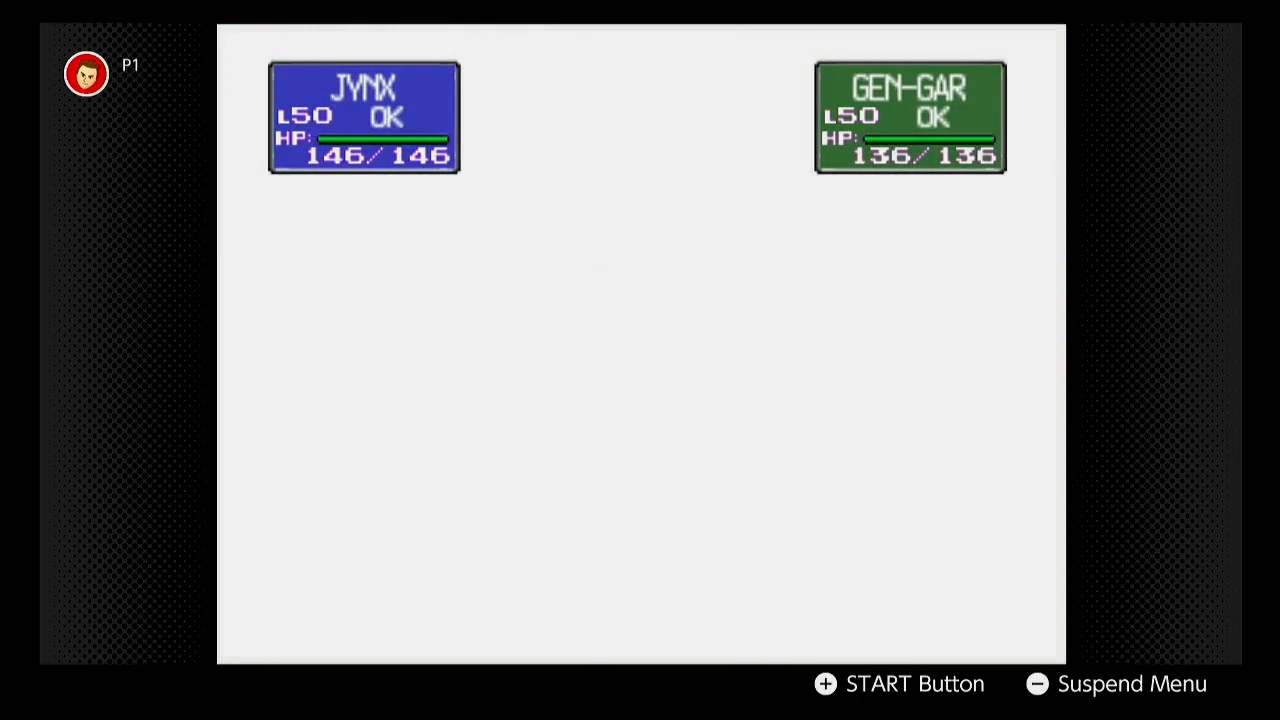 P1
JYNX
L50 OK
HP:
146/146
GEN-GAR
L50 OK
HP:
136/136
START Button
Suspend Menu